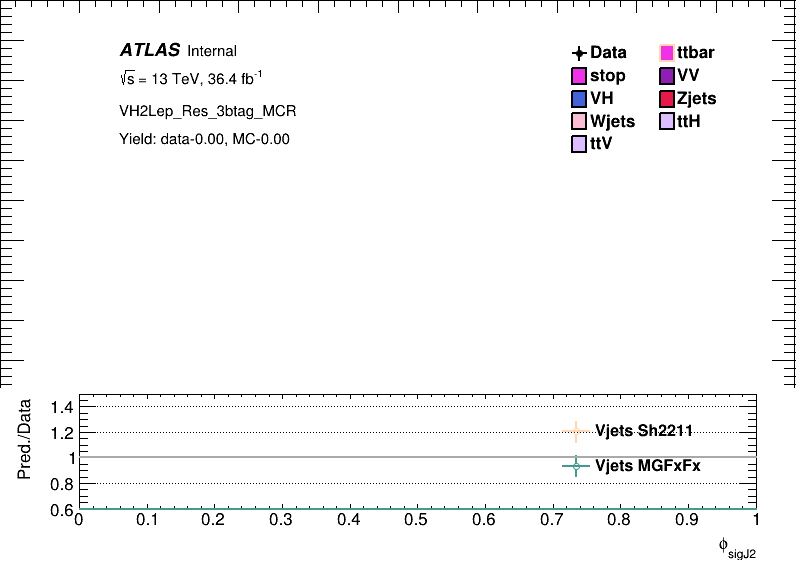 ATLAS Internal
√s = 13 TeV, 36.4 fb⁻¹
VH2Lep_Res_3btag_MCR
Yield: data-0.00, MC-0.00
Data ttbar
stop VV
VH Zjets
Wjets ttH
ttV
Pred./Data
1.4
1.2
1
0.8
0.6
Vjets Sh2211
Vjets MGFxFx
0 0.1 0.2 0.3 0.4 0.5 0.6 0.7 0.8 0.9 1
ϕ_sigJ2